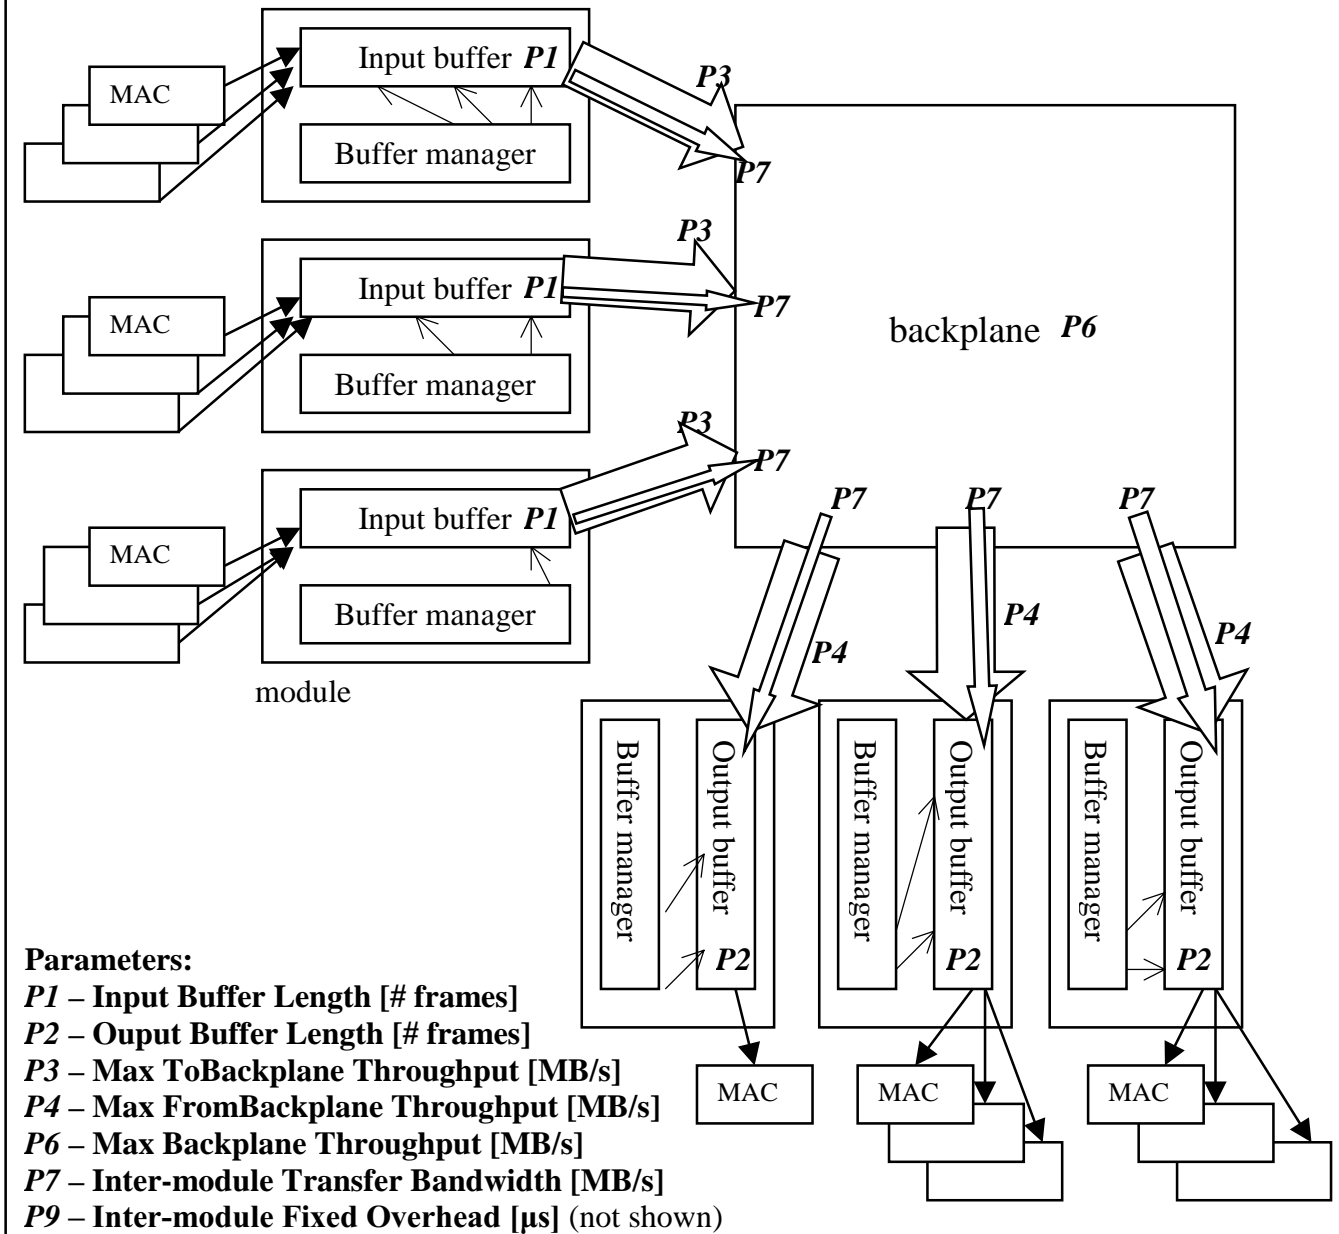 Input buffer P1
P3
MAC
Buffer manager
P7
P3
Input buffer P1
P7
MAC
backplane P6
Buffer manager
P3
P7
Input buffer P1
P7
P7
P7
MAC
Buffer manager
P4
P4
P4
module
Buffer manager
Output buffer
Buffer manager
Output buffer
Buffer manager
Output buffer
P2
P2
P2
MAC
MAC
MAC
Parameters:
P1 – Input Buffer Length [# frames]
P2 – Ouput Buffer Length [# frames]
P3 – Max ToBackplane Throughput [MB/s]
P4 – Max FromBackplane Throughput [MB/s]
P6 – Max Backplane Throughput [MB/s]
P7 – Inter-module Transfer Bandwidth [MB/s]
P9 – Inter-module Fixed Overhead [µs] (not shown)